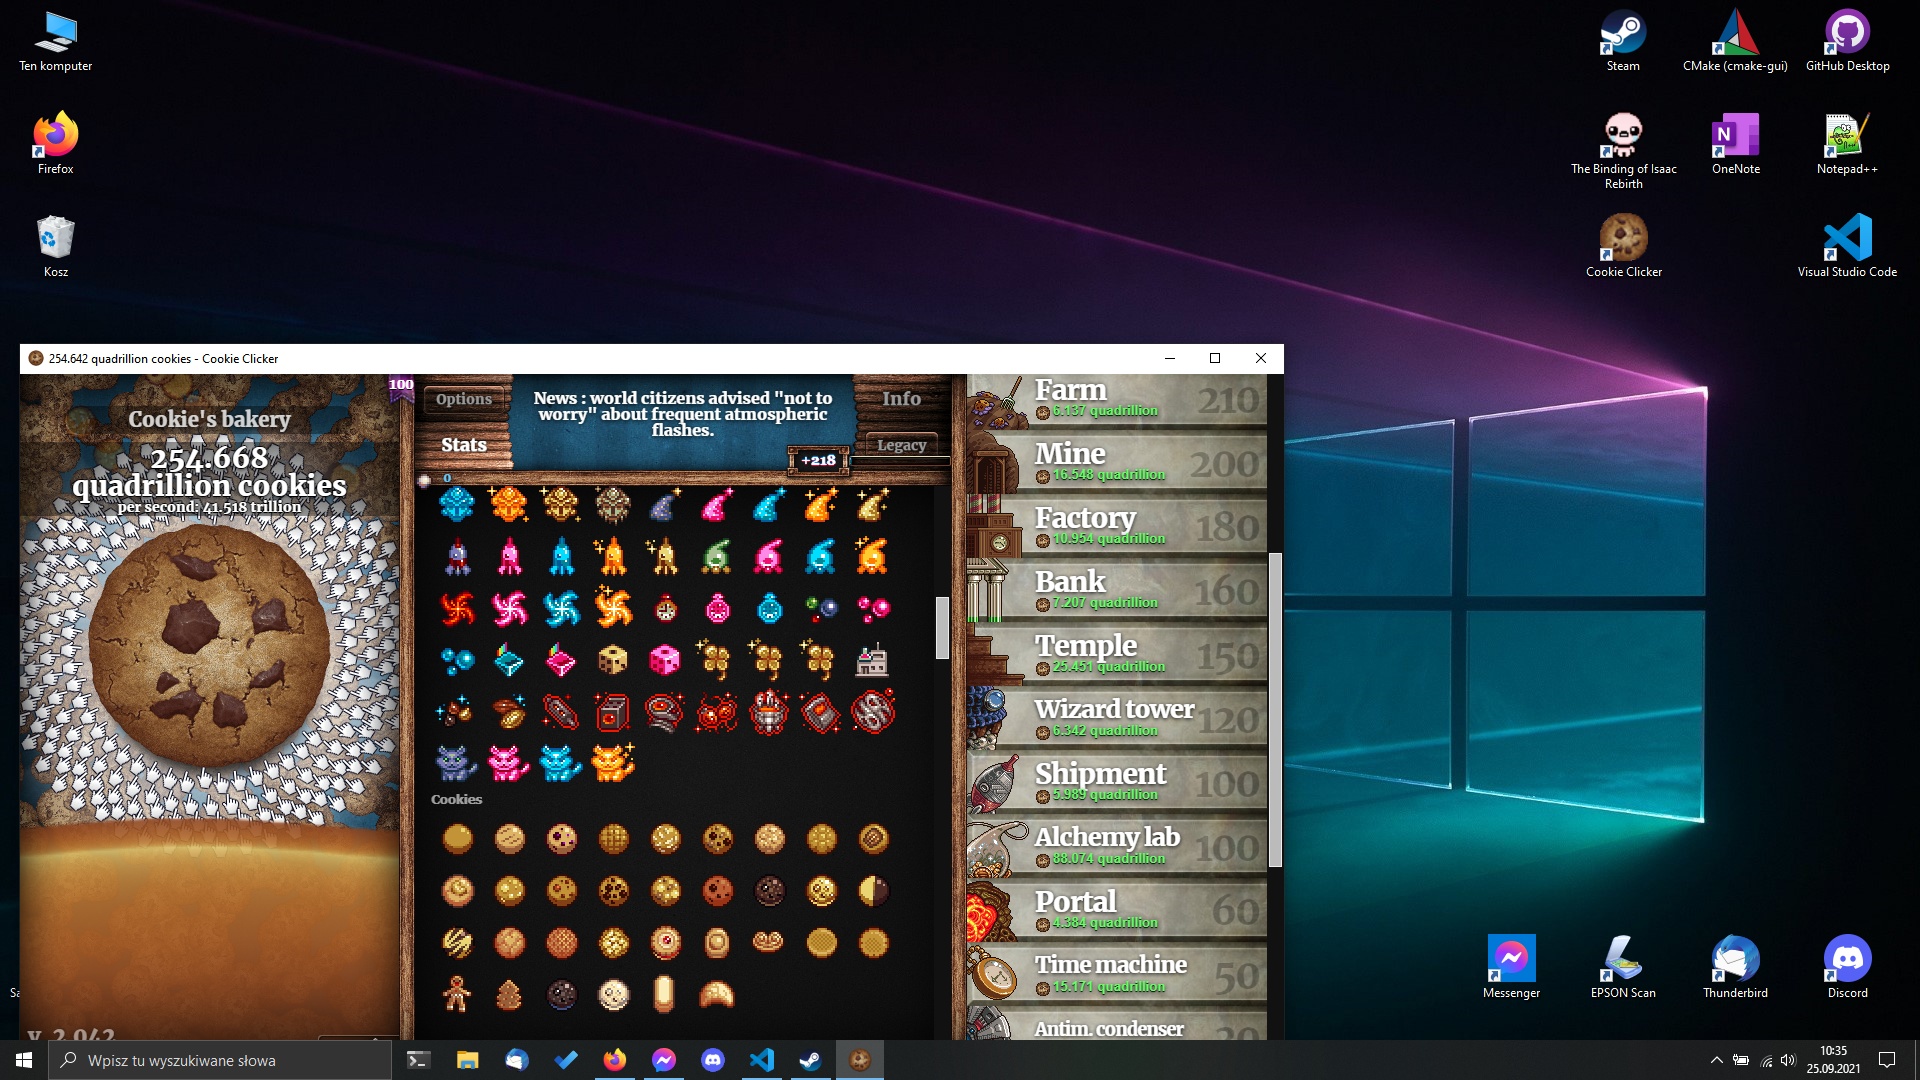 Ten komputer
Firefox
Kosz
Steam
CMake (cmake-gui)
GitHub Desktop
The Binding of Isaac
Rebirth
OneNote
Notepad++
Cookie Clicker
Visual Studio Code
254.642 quadrillion cookies - Cookie Clicker
100
Cookie's bakery
254.668
quadrillion cookies
per second: 41.518 trillion
v. 2.042
Options
Stats
News : world citizens advised "not to
worry" about frequent atmospheric
flashes.
Info
Legacy
+218
0
Cookies
Farm
6.137 quadrillion
210
Mine
16.548 quadrillion
200
Factory
10.954 quadrillion
180
Bank
7.207 quadrillion
160
Temple
25.451 quadrillion
150
Wizard tower
6.342 quadrillion
120
Shipment
5.989 quadrillion
100
Alchemy lab
88.074 quadrillion
100
Portal
4.384 quadrillion
60
Time machine
15.171 quadrillion
50
Antim. condenser
Sa
Messenger
EPSON Scan
Thunderbird
Discord
Wpisz tu wyszukiwane słowa
10:35
25.09.2021